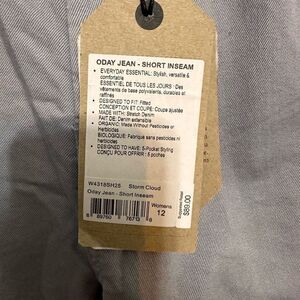 ODAY JEAN - SHORT INSEAM
• EVERYDAY ESSENTIAL: Stylish, versatile &
comfortable
ESSENTIEL DE TOUS LES JOURS : Des
vêtements de base polyvalents, durables et
raffinés
• DESIGNED TO FIT: Fitted
CONCEPTION ET COUPE: Coupe ajustée
• MADE WITH: Stretch Denim
FAIT DE: Denim extensible
• ORGANIC: Made Without Pesticides or
Herbicides
BIOLOGIQUE: Fabriqué sans pesticides ni
herbicides
• DESIGNED TO HAVE: 5-Pocket Styling
CONÇU POUR OFFRIR : 5 poches
W4318SH25 Storm Cloud
Oday Jean - Short Inseam
Womens
12
Suggested Retail
$89.00